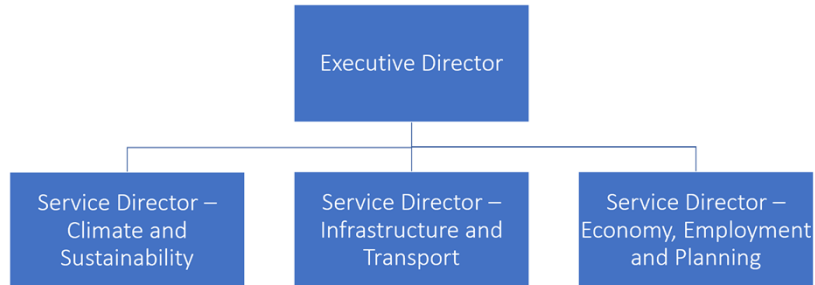 Executive Director
Service Director –
Climate and
Sustainability
Service Director –
Infrastructure and
Transport
Service Director –
Economy, Employment
and Planning